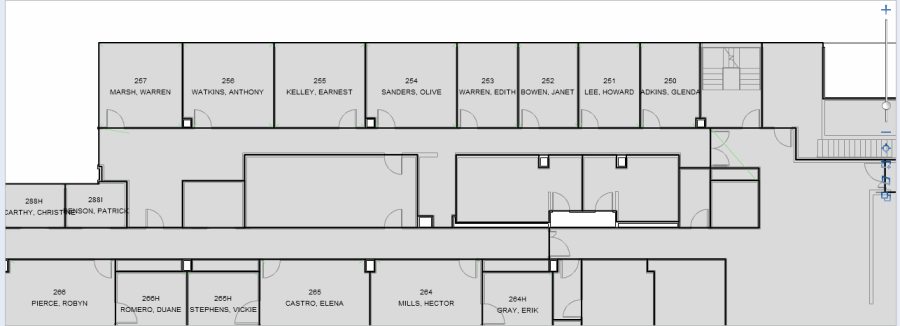 257
MARSH, WARREN
256
WATKINS, ANTHONY
255
KELLEY, EARNEST
254
SANDERS, OLIVE
253
WARREN, EDITH
252
BOWEN, JANET
251
LEE, HOWARD
250
ADKINS, GLENDA
288H
CARTHY, CHRISTINE
288I
ENSON, PATRICK
266
PIERCE, ROBYN
266H
ROMERO, DUANE
265H
STEPHENS, VICKIE
265
CASTRO, ELENA
264
MILLS, HECTOR
264H
GRAY, ERIK